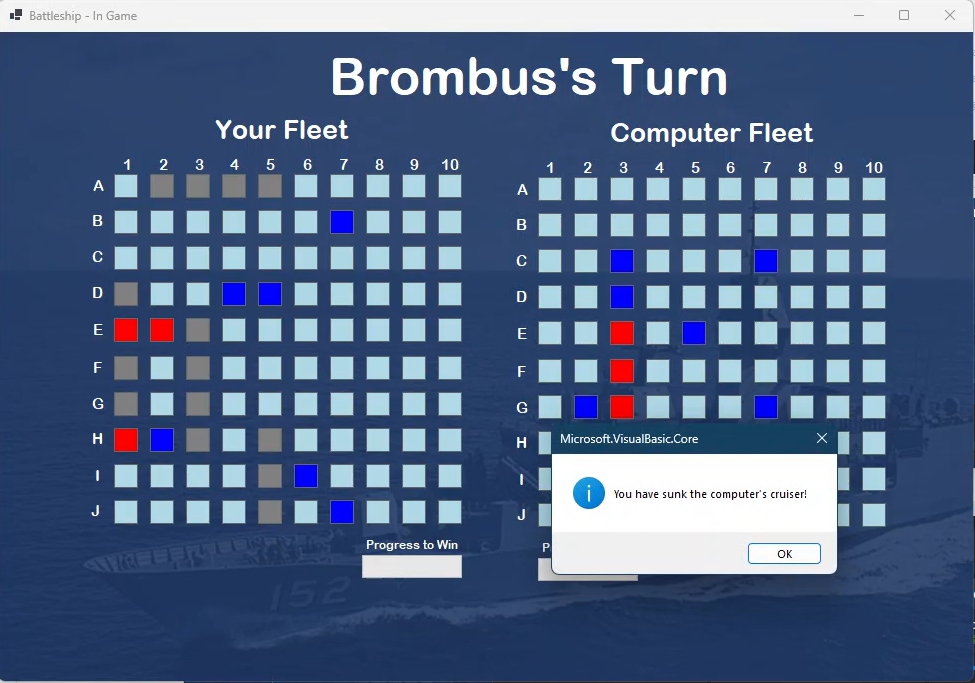 Battleship - In Game
Brombus's Turn
Your Fleet
Computer Fleet
1 2 3 4 5 6 7 8 9 10
1 2 3 4 5 6 7 8 9 10
A
B
C
D
E
F
G
H
I
J
A
B
C
D
E
F
G
H
I
J
Microsoft.VisualBasic.Core
You have sunk the computer's cruiser!
OK
Progress to Win
P
152